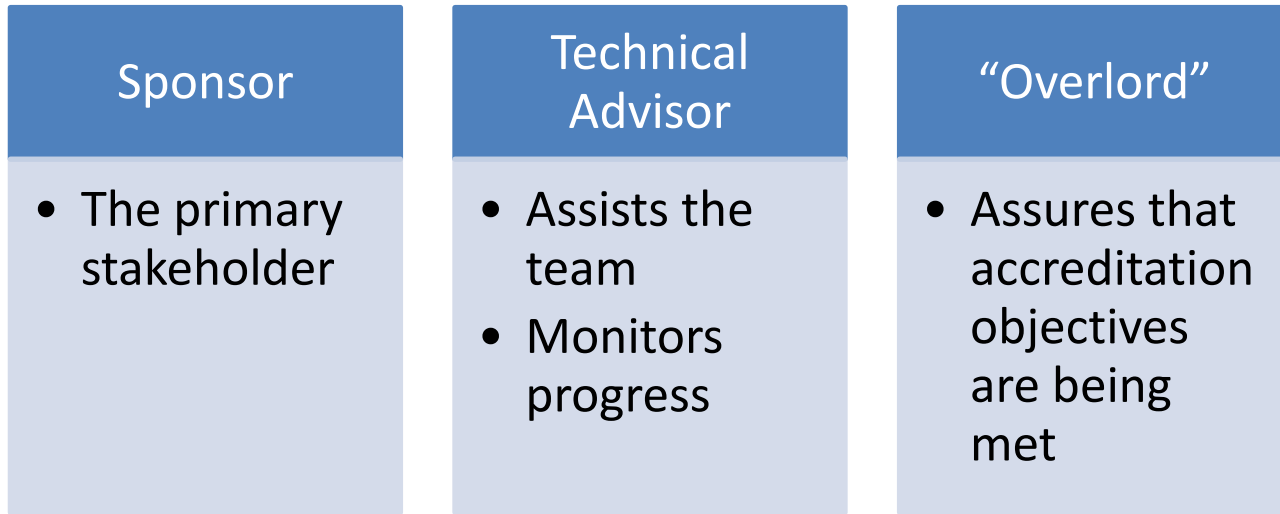 Sponsor
• The primary
stakeholder
Technical
Advisor
• Assists the
team
• Monitors
progress
“Overlord”
• Assures that
accreditation
objectives
are being
met